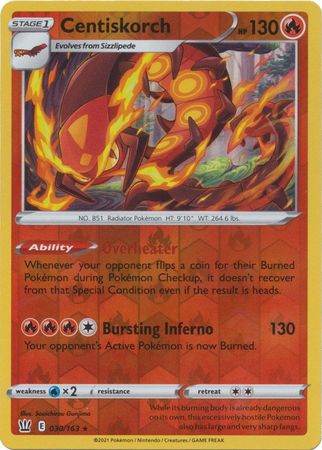 STAGE 1
Centiskorch
HP 130
Evolves from Sizzlipede
NO. 851 Radiator Pokémon HT: 9'10" WT: 264.6 lbs.
Ability Overheater
Whenever your opponent flips a coin for their Burned
Pokémon during Pokémon Checkup, it doesn't recover
from that Special Condition even if the result is heads.
Bursting Inferno 130
Your opponent's Active Pokémon is now Burned.
weakness ×2 resistance retreat
Illus. Souichirou Gunjima
E 030/163 ★
While its burning body is already
dangerous on its own, this
excessively hostile Pokémon
also has large and very sharp fangs.
©2021 Pokémon / Nintendo / Creatures / GAME FREAK